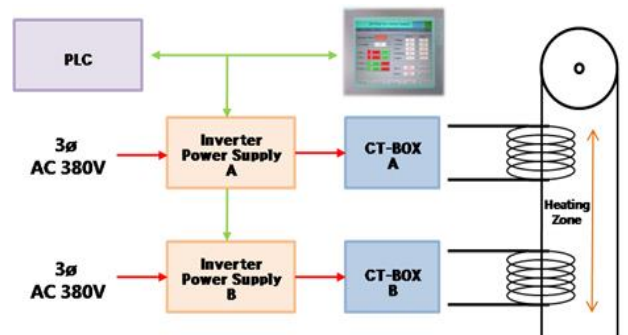 PLC
3ø
AC 380V
Inverter
Power Supply
A
CT-BOX
A
Heating
Zone
3ø
AC 380V
Inverter
Power Supply
B
CT-BOX
B